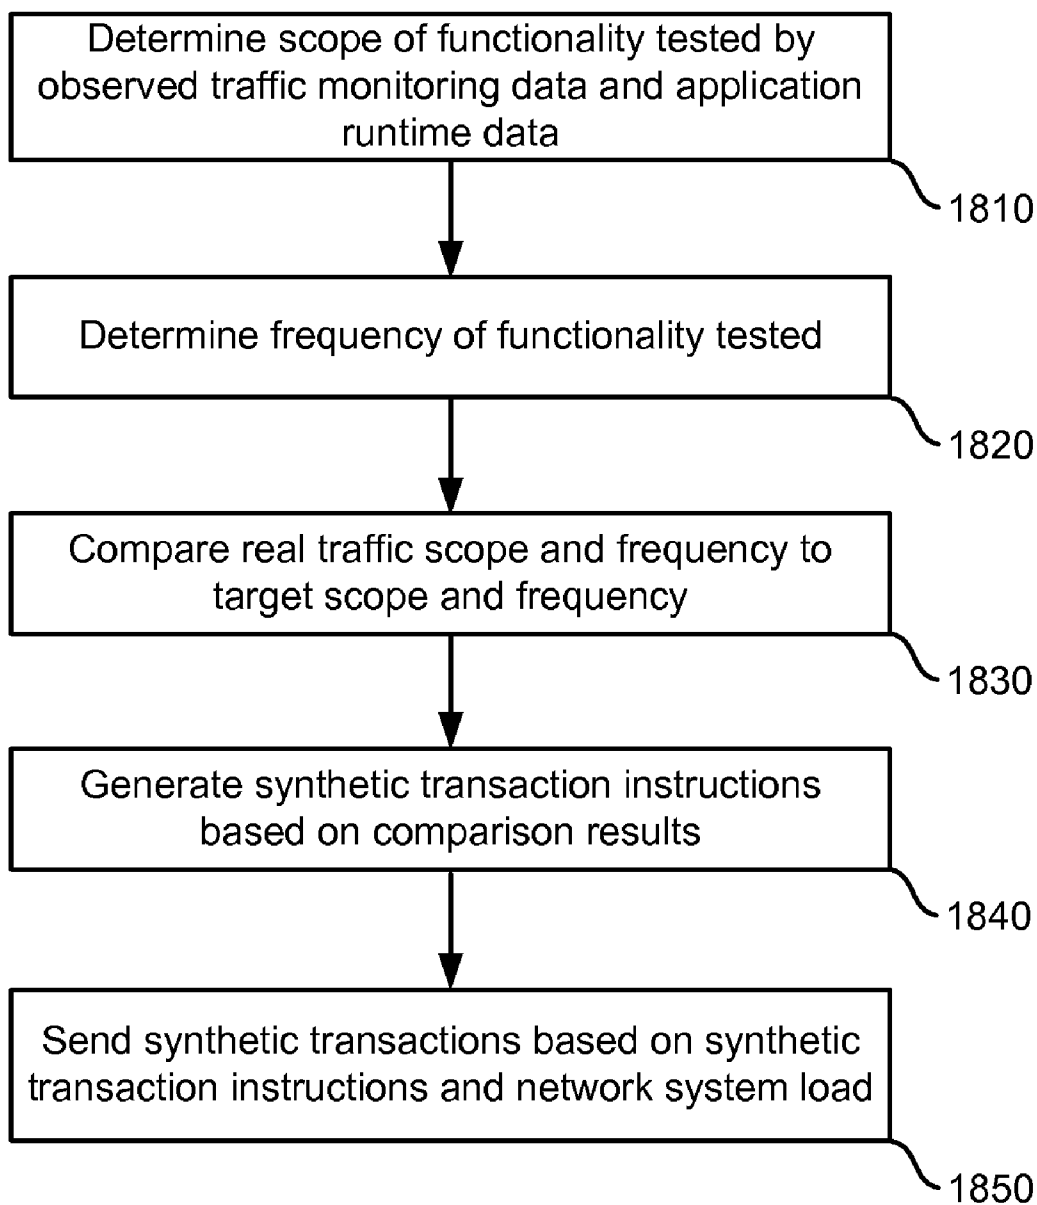 Determine scope of functionality tested by
observed traffic monitoring data and application
runtime data
1810
Determine frequency of functionality tested
1820
Compare real traffic scope and frequency to
target scope and frequency
1830
Generate synthetic transaction instructions
based on comparison results
1840
Send synthetic transactions based on synthetic
transaction instructions and network system load
1850